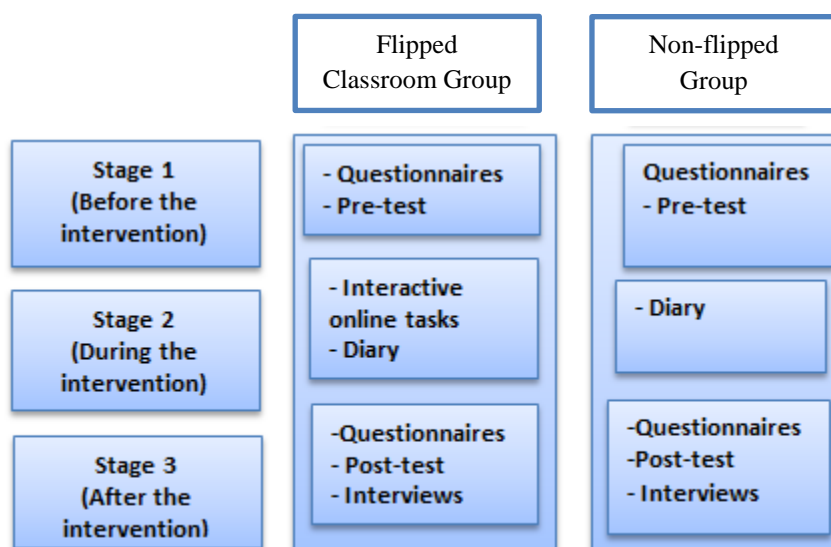 Flipped
Classroom Group
Non-flipped
Group
Stage 1
(Before the
intervention)
- Questionnaires
- Pre-test
Questionnaires
- Pre-test
Stage 2
(During the
intervention)
- Interactive
online tasks
- Diary
- Diary
Stage 3
(After the
intervention)
-Questionnaires
- Post-test
- Interviews
-Questionnaires
-Post-test
- Interviews